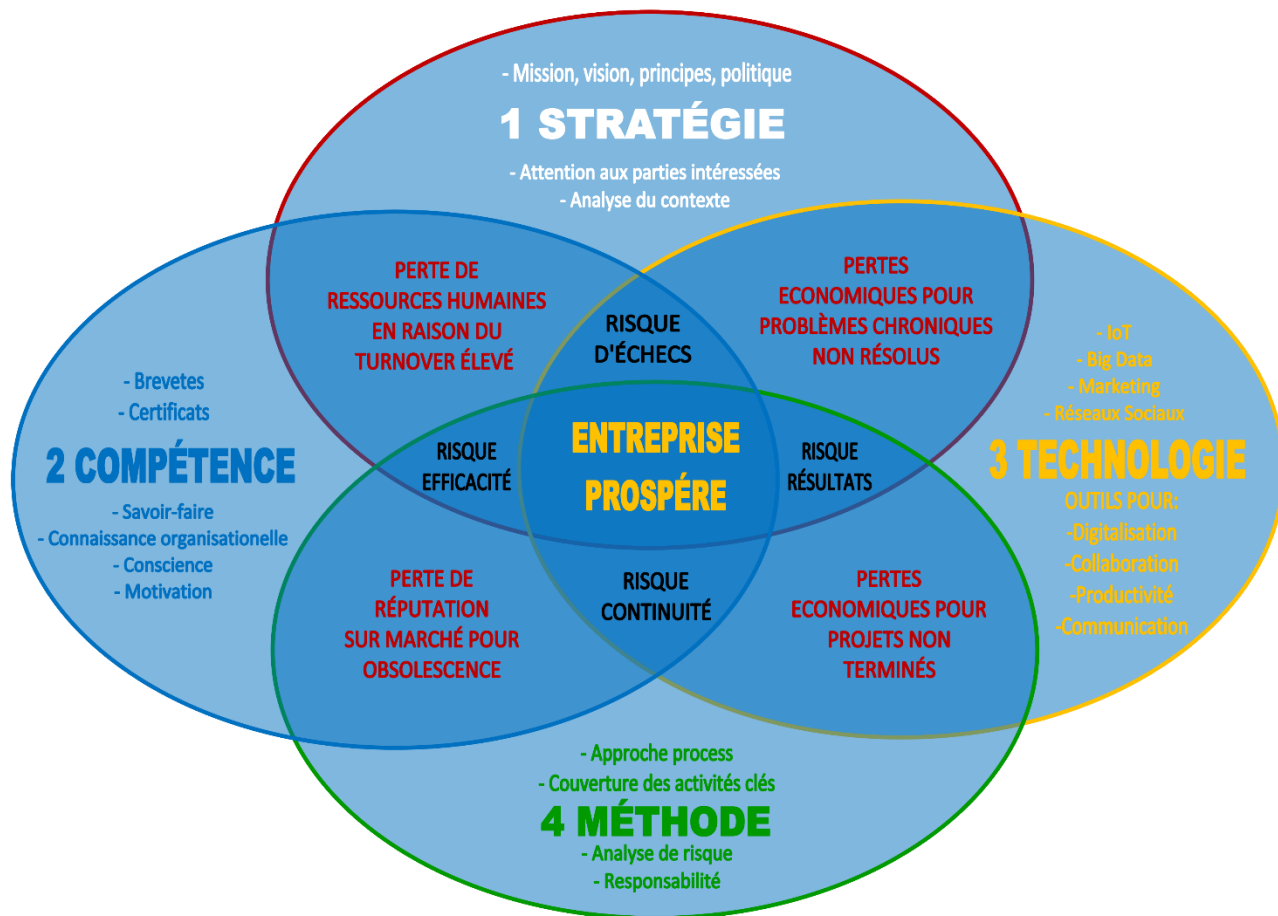 - Mission, vision, principes, politique
1 STRATÉGIE
- Attention aux parties intéressées
- Analyse du contexte
PERTE DE
RESSOURCES HUMAINES
EN RAISON DU
TURNOVER ÉLEVÉ
RISQUE
D'ÉCHECS
PERTES
ECONOMIQUES POUR
PROBLÈMES CHRONIQUES
NON RÉSOLUS
- Brevetes
- Certificats
2 COMPÉTENCE
- Savoir-faire
- Connaissance organisationelle
- Conscience
- Motivation
RISQUE
EFFICACITÉ
ENTREPRISE
PROSPÉRE
RISQUE
RÉSULTATS
- IoT
- Big Data
- Marketing
- Réseaux Sociaux
3 TECHNOLOGIE
OUTILS POUR:
-Digitalisation
-Collaboration
-Productivité
-Communication
PERTE DE
RÉPUTATION
SUR MARCHÉ POUR
OBSOLESCENCE
RISQUE
CONTINUITÉ
PERTES
ECONOMIQUES POUR
PROJETS NON
TERMINÉS
- Approche process
- Couverture des activités clés
4 MÉTHODE
- Analyse de risque
- Responsabilité